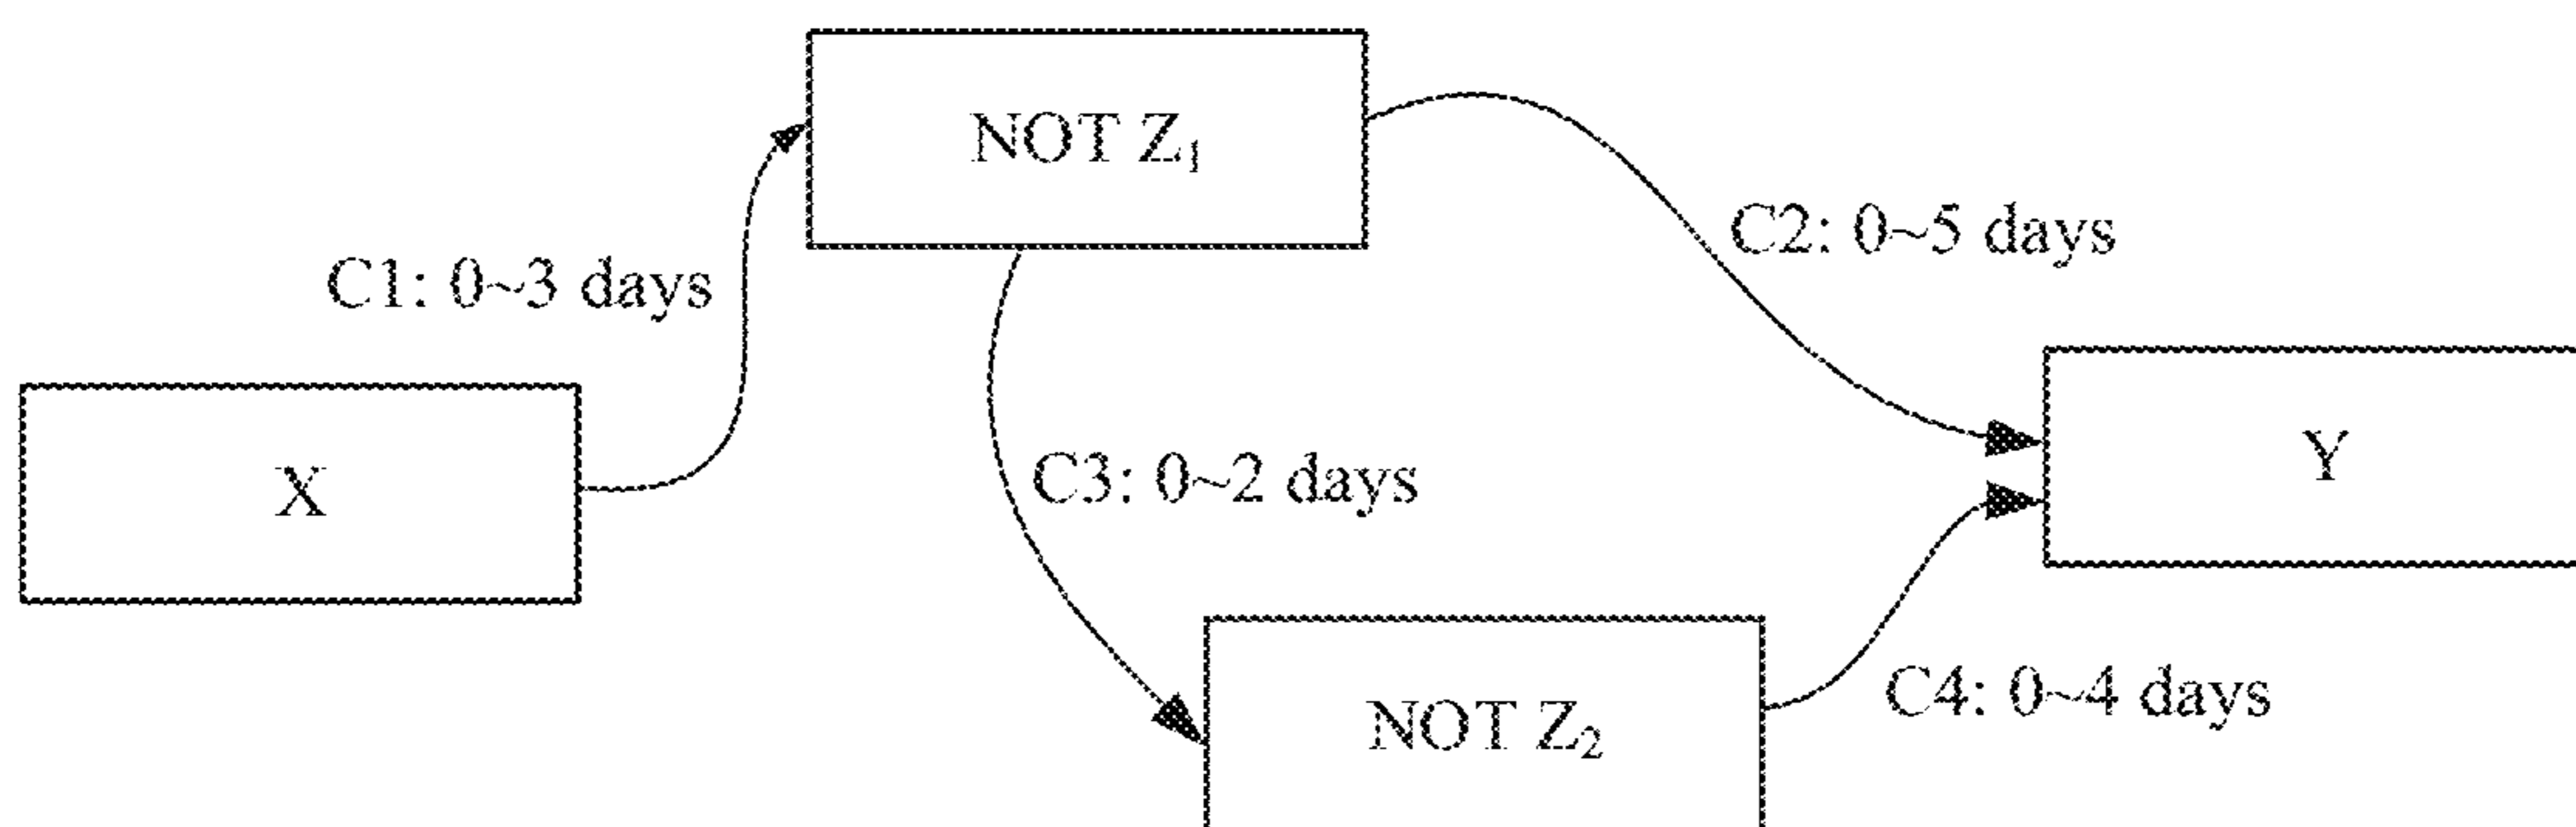 NOT Z₁
C2: 0~5 days
C1: 0~3 days
Y
X
C3: 0~2 days
C4: 0~4 days
NOT Z₂